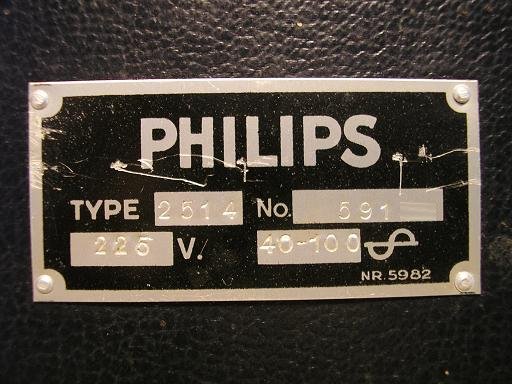 PHILIPS
TYPE 2514 No. 591
225 V. 40-100
NR. 5982